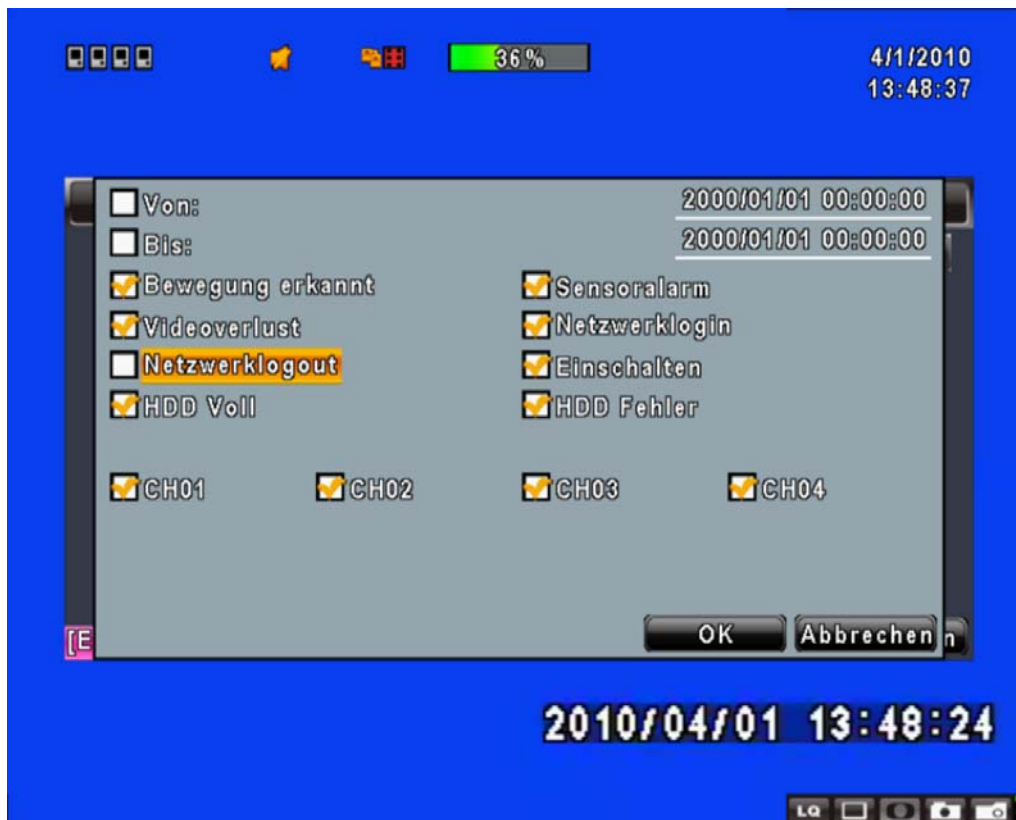 36%
4/1/2010
13:48:37
Von: 2000/01/01 00:00:00
Bis: 2000/01/01 00:00:00
Bewegung erkannt Sensoralarm
Videoverlust Netzwerklogin
Netzwerklogout Einschalten
HDD Voll HDD Fehler
CH01 CH02 CH03 CH04
[E OK Abbrechen n
2010/04/01 13:48:24
LQ